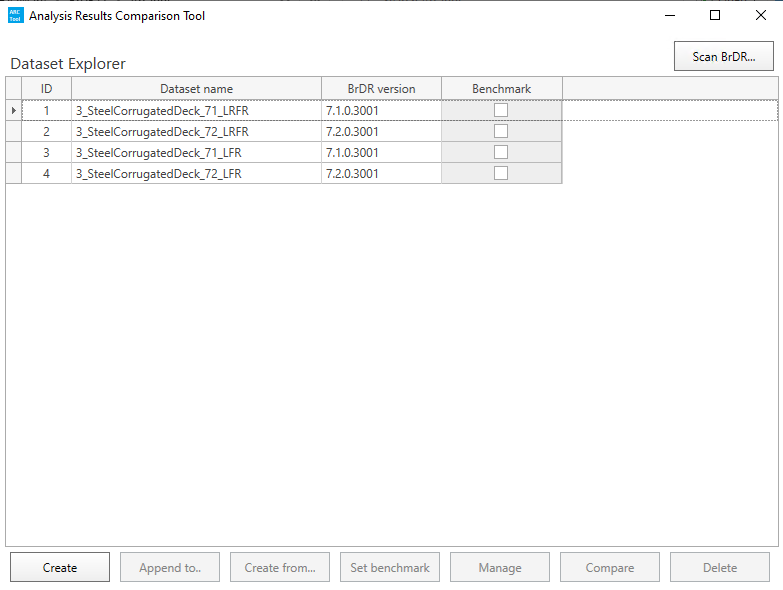 ARC
Tool
Analysis Results Comparison Tool
Scan BrDR...
Dataset Explorer
ID Dataset name BrDR version Benchmark
1 3_SteelCorrugatedDeck_71_LRFR 7.1.0.3001
2 3_SteelCorrugatedDeck_72_LRFR 7.2.0.3001
3 3_SteelCorrugatedDeck_71_LFR 7.1.0.3001
4 3_SteelCorrugatedDeck_72_LFR 7.2.0.3001
Create Append to.. Create from... Set benchmark Manage Compare Delete